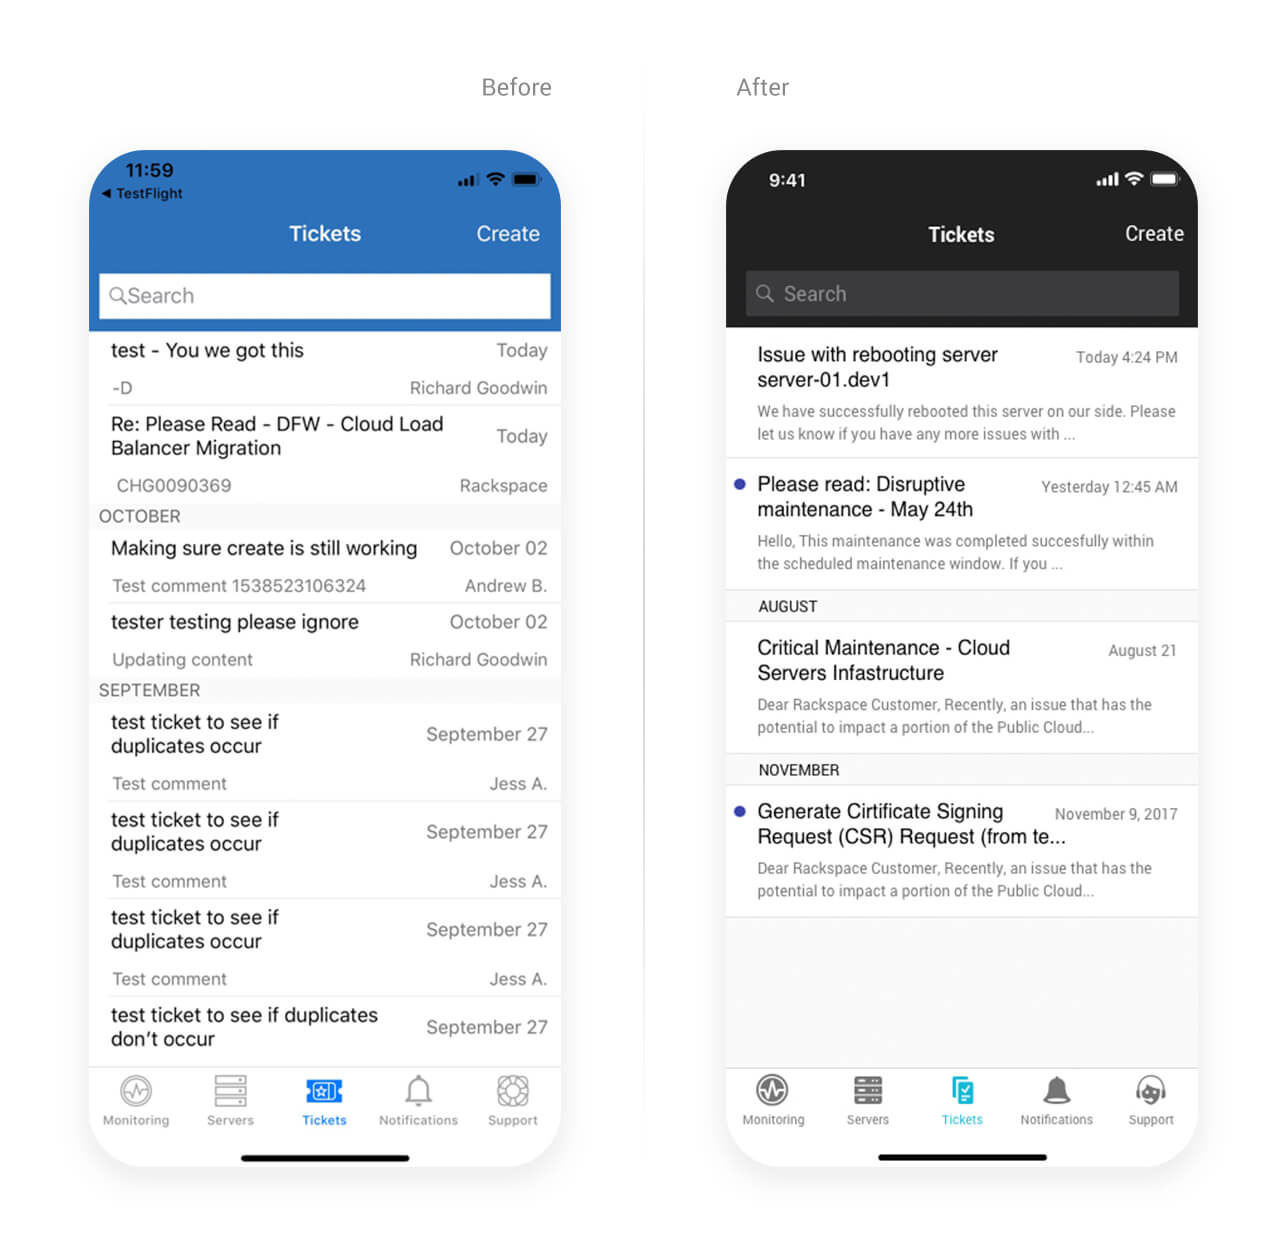 Before
After
11:59
◀ TestFlight
Tickets
Create
Search
test - You we got this
Today
-D
Richard Goodwin
Re: Please Read - DFW - Cloud Load
Balancer Migration
Today
CHG0090369
Rackspace
OCTOBER
Making sure create is still working
October 02
Test comment 1538523106324
Andrew B.
tester testing please ignore
October 02
Updating content
Richard Goodwin
SEPTEMBER
test ticket to see if
duplicates occur
September 27
Test comment
Jess A.
test ticket to see if
duplicates occur
September 27
Test comment
Jess A.
test ticket to see if
duplicates occur
September 27
Test comment
Jess A.
test ticket to see if duplicates
don't occur
September 27
Monitoring
Servers
Tickets
Notifications
Support
9:41
Tickets
Create
Search
Issue with rebooting server
server-01.dev1
Today 4:24 PM
We have successfully rebooted this server on our side. Please
let us know if you have any more issues with ...
Please read: Disruptive
maintenance - May 24th
Yesterday 12:45 AM
Hello, This maintenance was completed succesfully within
the scheduled maintenance window. If you ...
AUGUST
Critical Maintenance - Cloud
Servers Infastructure
August 21
Dear Rackspace Customer, Recently, an issue that has the
potential to impact a portion of the Public Cloud...
NOVEMBER
Generate Cirtificate Signing
Request (CSR) Request (from te...
November 9, 2017
Dear Rackspace Customer, Recently, an issue that has the
potential to impact a portion of the Public Cloud...
Monitoring
Servers
Tickets
Notifications
Support